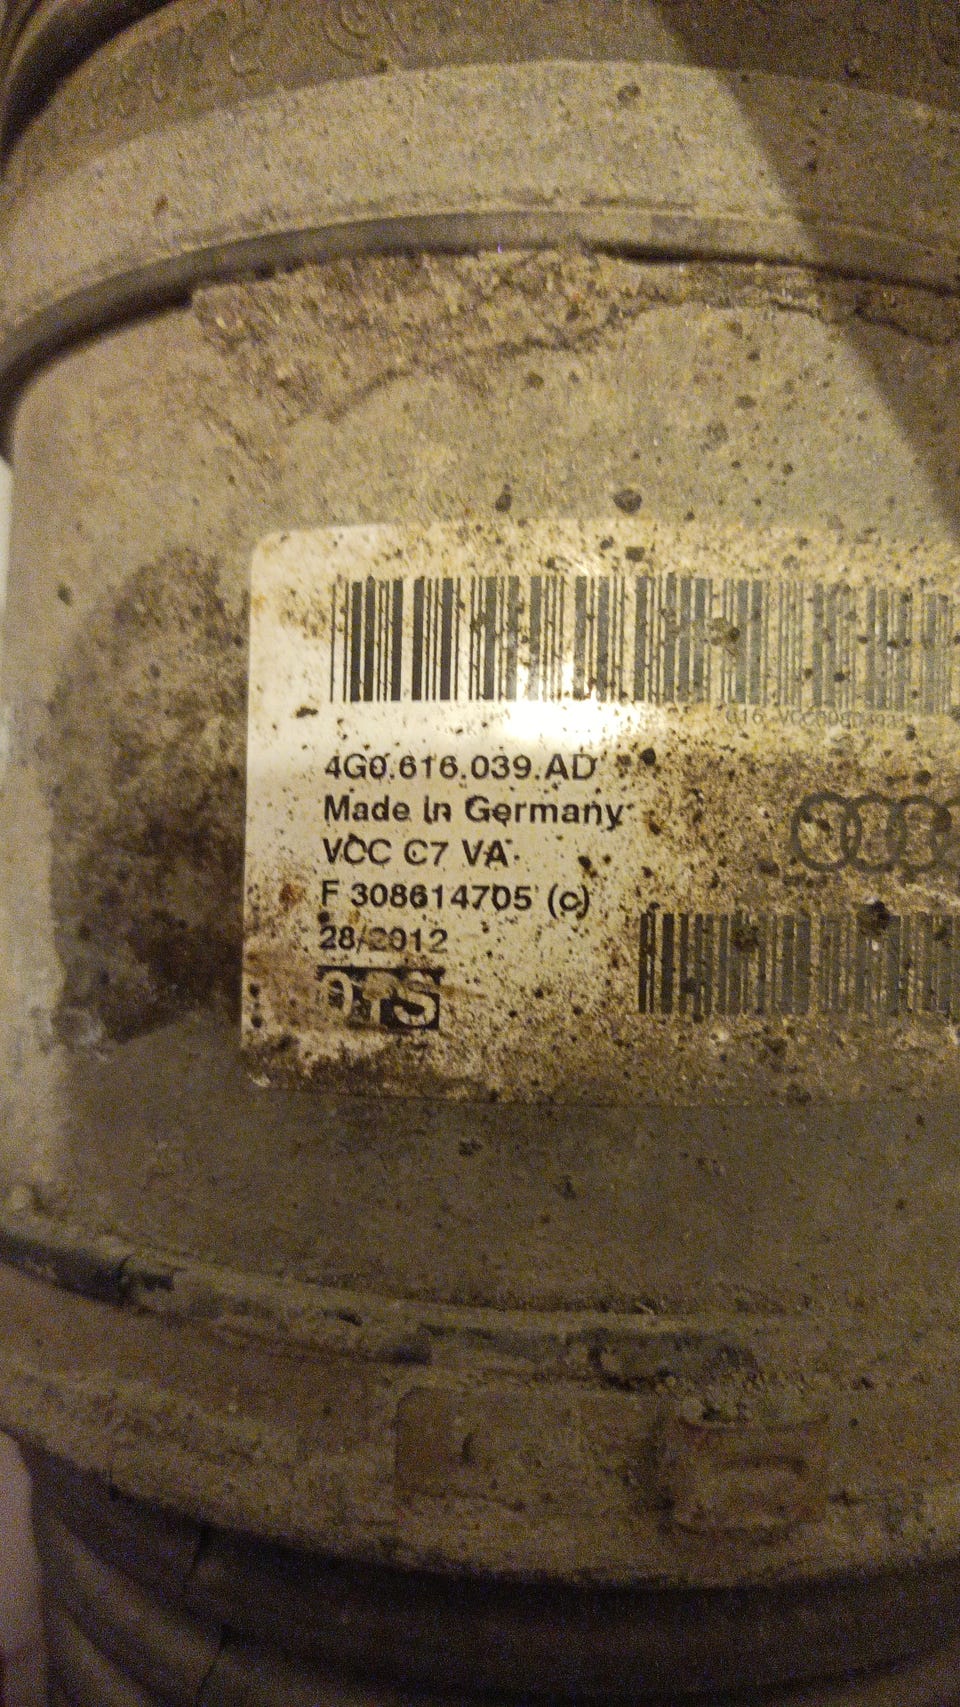 4G0.616.039.AD
Made in Germany
VCC C7 VA
F 308614705 (c)
28/2012